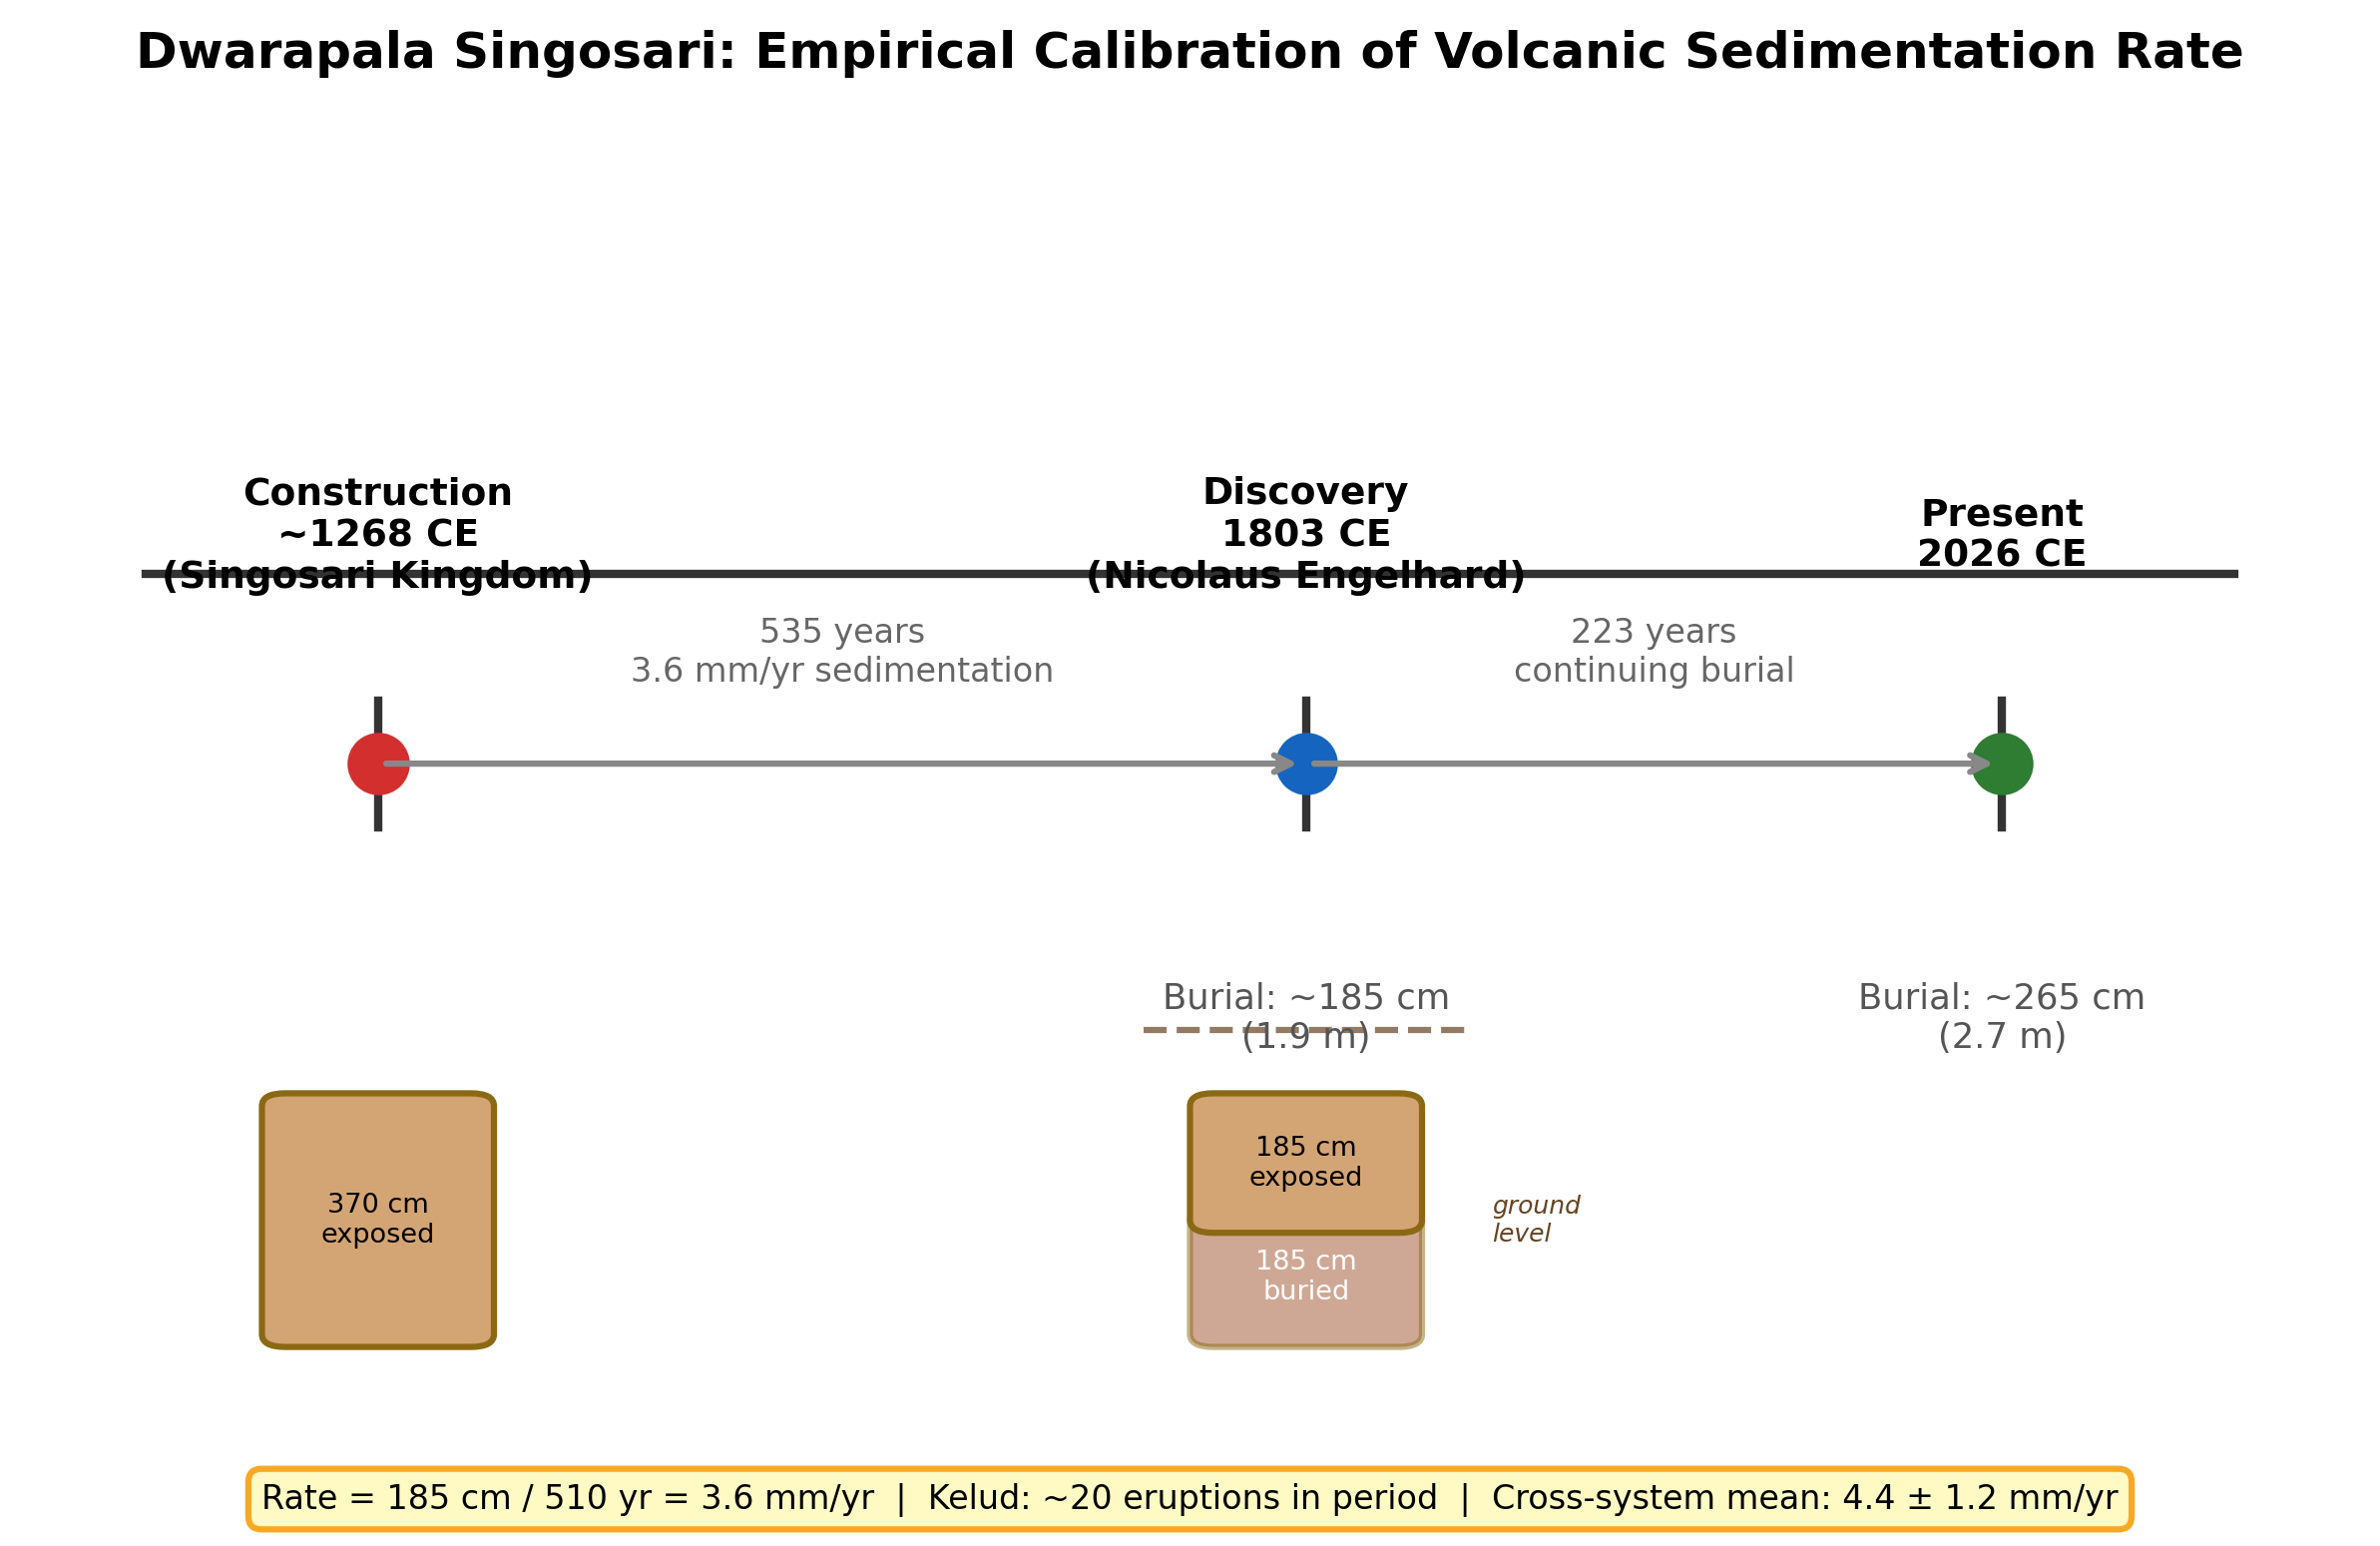 Dwarapala Singosari: Empirical Calibration of Volcanic Sedimentation Rate
Construction
~1268 CE
(Singosari Kingdom)
Discovery
1803 CE
(Nicolaus Engelhard)
Present
2026 CE
535 years
3.6 mm/yr sedimentation
223 years
continuing burial
Burial: ~185 cm
(1.9 m)
Burial: ~265 cm
(2.7 m)
370 cm
exposed
185 cm
exposed
185 cm
buried
ground
level
Rate = 185 cm / 510 yr = 3.6 mm/yr | Kelud: ~20 eruptions in period | Cross-system mean: 4.4 ± 1.2 mm/yr